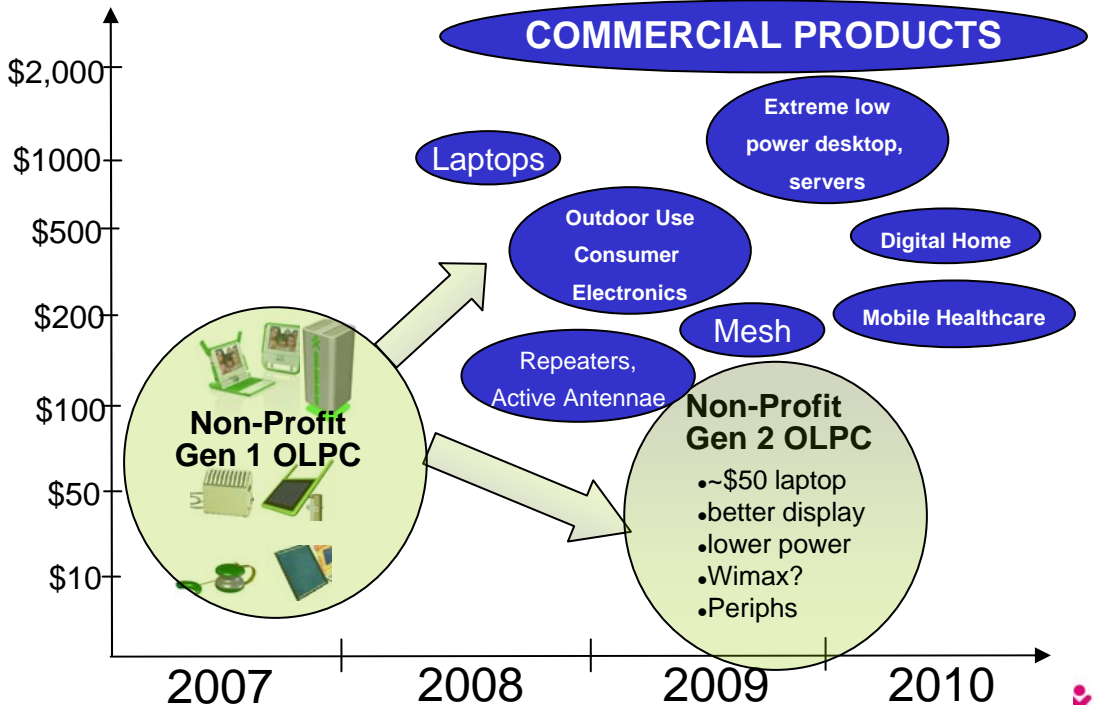 COMMERCIAL PRODUCTS
$2,000
$1000
$500
$200
$100
$50
$10
Laptops
Extreme low
power desktop,
servers
Outdoor Use
Consumer
Electronics
Digital Home
Mobile Healthcare
Mesh
Repeaters,
Active Antennae
Non-Profit
Gen 1 OLPC
Non-Profit
Gen 2 OLPC
•~$50 laptop
•better display
•lower power
•Wimax?
•Periphs
2007
2008
2009
2010